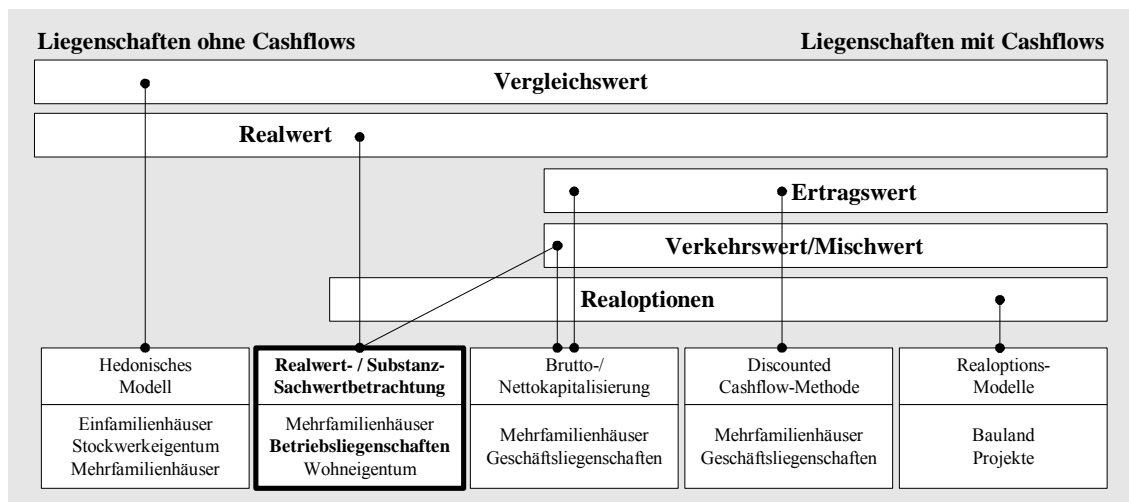 Liegenschaften ohne Cashflows
Liegenschaften mit Cashflows
Vergleichswert
Realwert
Ertragswert
Verkehrswert/Mischwert
Realoptionen
Hedonisches
Modell
Einfamilienhäuser
Stockwerkeigentum
Mehrfamilienhäuser
Realwert- / Substanz-
Sachwertbetrachtung
Mehrfamilienhäuser
Betriebsliegenschaften
Wohneigentum
Brutto-/
Nettokapitalisierung
Mehrfamilienhäuser
Geschäftsliegenschaften
Discounted
Cashflow-Methode
Mehrfamilienhäuser
Geschäftsliegenschaften
Realoptions-
Modelle
Bauland
Projekte